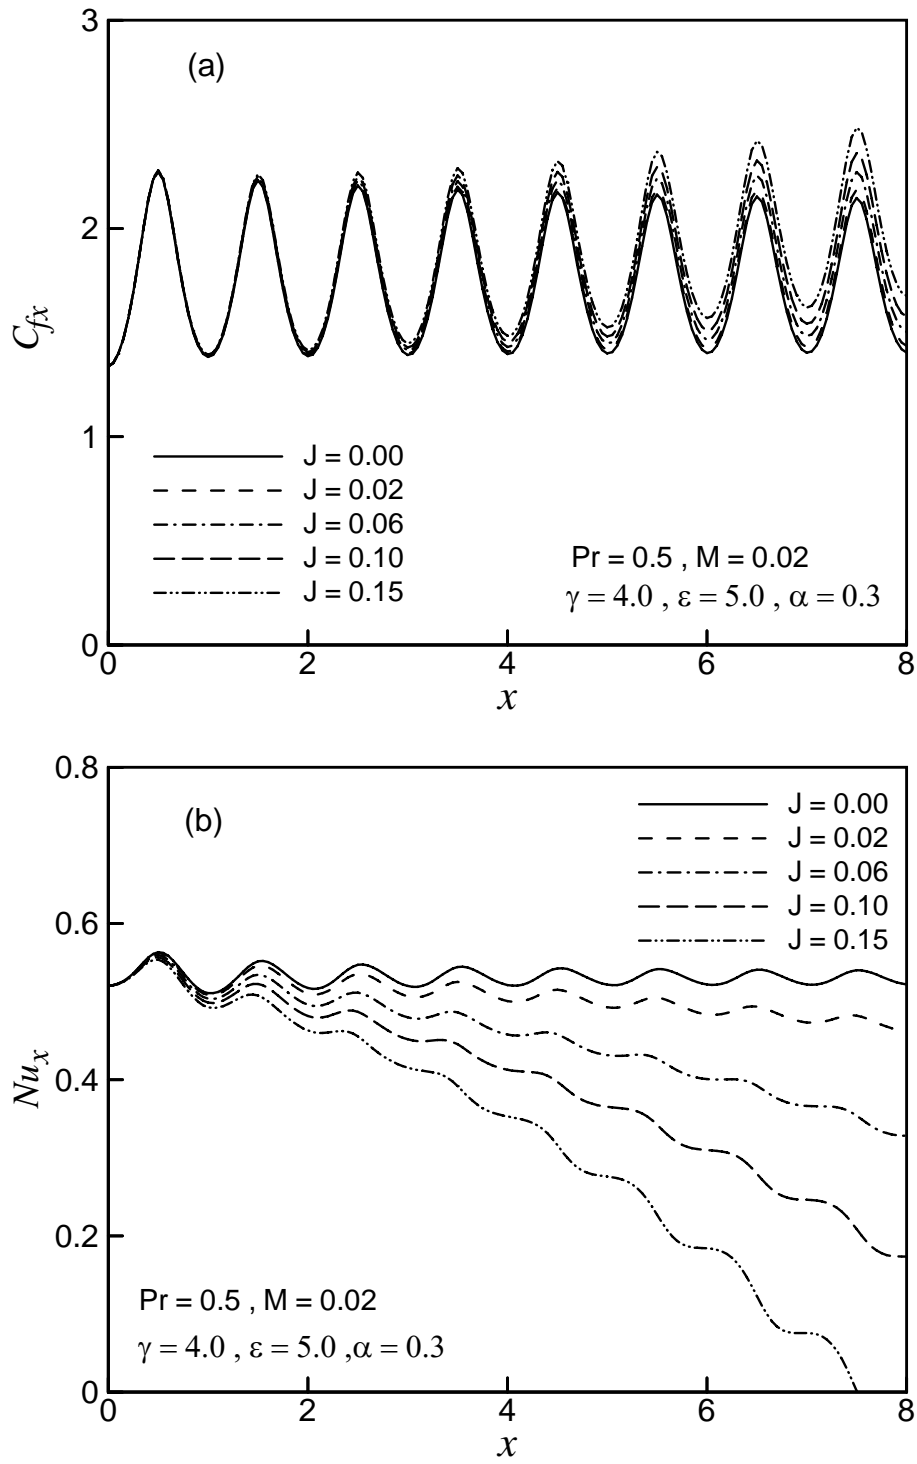 3
(a)
2
C_fx
1
J = 0.00
J = 0.02
J = 0.06
J = 0.10
J = 0.15
Pr = 0.5 , M = 0.02
γ = 4.0 , ε = 5.0 , α = 0.3
0
0 2 4 6 8
x
0.8
(b)
J = 0.00
J = 0.02
J = 0.06
J = 0.10
J = 0.15
0.6
Nu_x
0.4
0.2
Pr = 0.5 , M = 0.02
γ = 4.0 , ε = 5.0 ,α = 0.3
0
0 2 4 6 8
x